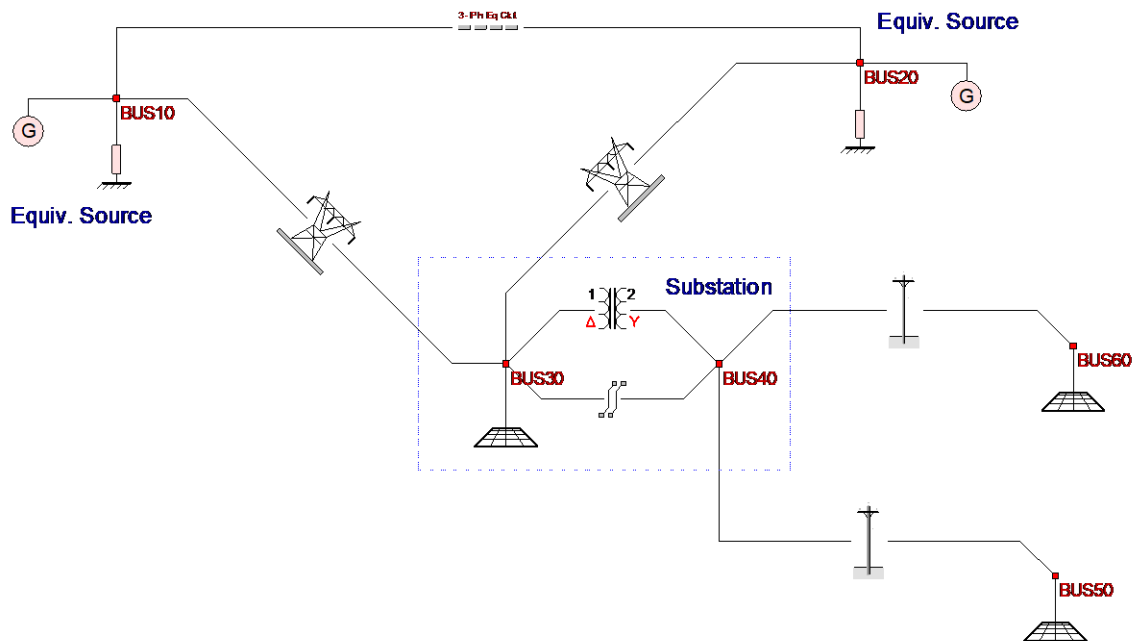 3- Ph Eq Ckt
Equiv. Source
BUS20
G
BUS10
G
Equiv. Source
Substation
1 2
Δ Y
BUS30
BUS40
BUS60
BUS50